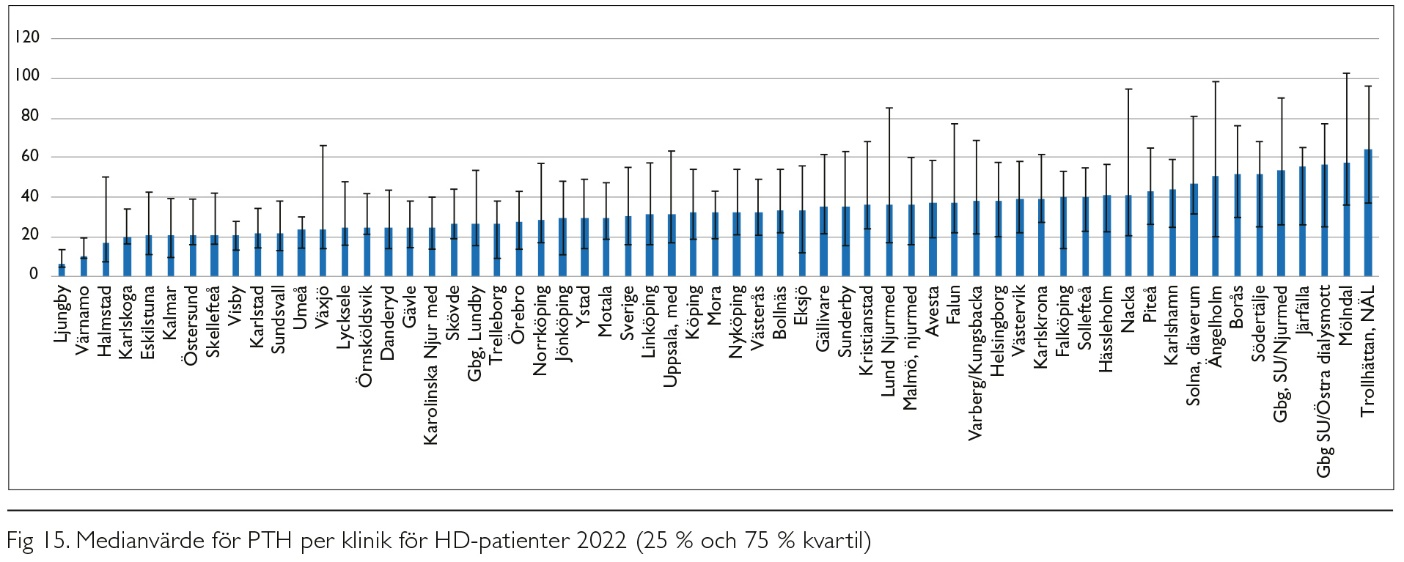 120
100
80
60
40
20
0
Ljungby
Värnamo
Halmstad
Karlskoga
Eskilstuna
Kalmar
Östersund
Skellefteå
Visby
Karlstad
Sundsvall
Umeå
Växjö
Lycksele
Örnsköldsvik
Danderyd
Gävle
Karolinska Njur med
Skövde
Gbg, Lundby
Trelleborg
Örebro
Norrköping
Jönköping
Ystad
Motala
Sverige
Linköping
Uppsala, med
Köping
Mora
Nyköping
Västerås
Bollnäs
Eksjö
Gällivare
Sunderby
Kristianstad
Lund Njurmed
Malmö, njurmed
Avesta
Falun
Varberg/Kungsbacka
Helsingborg
Västervik
Karlskrona
Falköping
Sollefteå
Hässleholm
Nacka
Piteå
Karlshamn
Solna, diaverum
Ängelholm
Borås
Södertälje
Gbg, SU/Njurmed
Järfälla
Gbg SU/Östra dialysmott
Mölndal
Trollhättan, NÄL
Fig 15. Medianvärde för PTH per klinik för HD-patienter 2022 (25 % och 75 % kvartil)